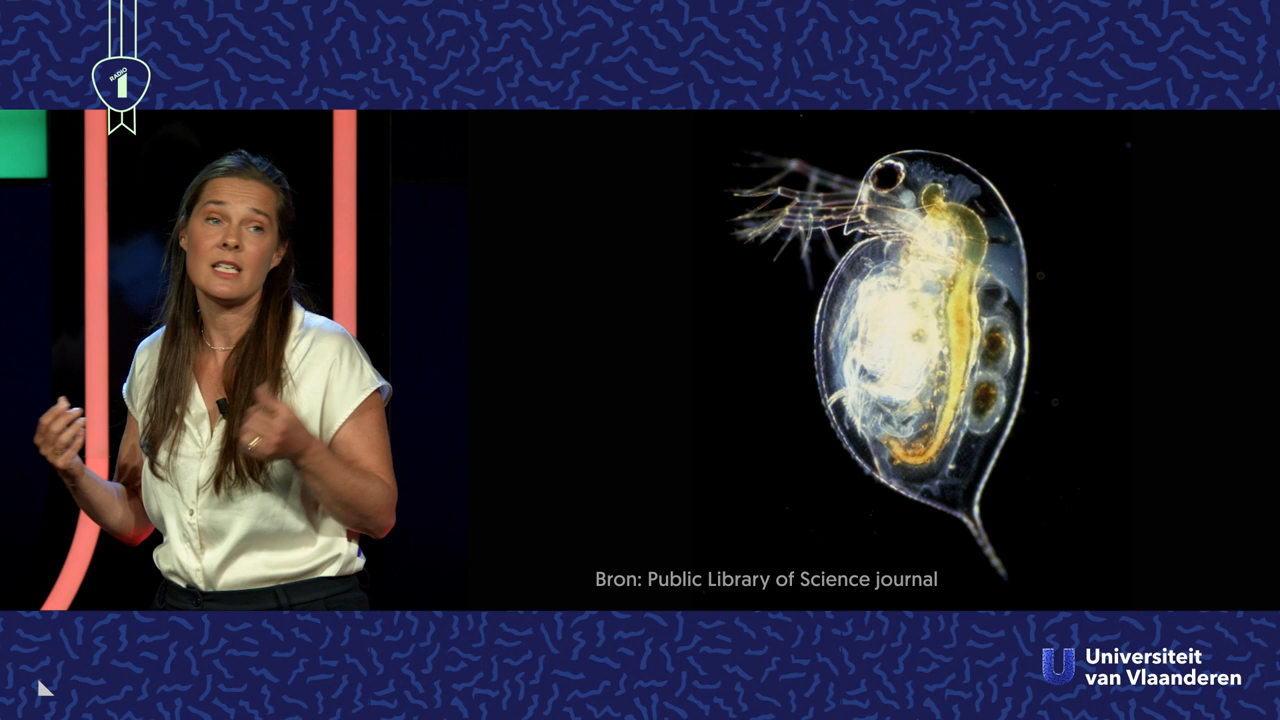 RADIO
1
Bron: Public Library of Science journal
U Universiteit
van Vlaanderen